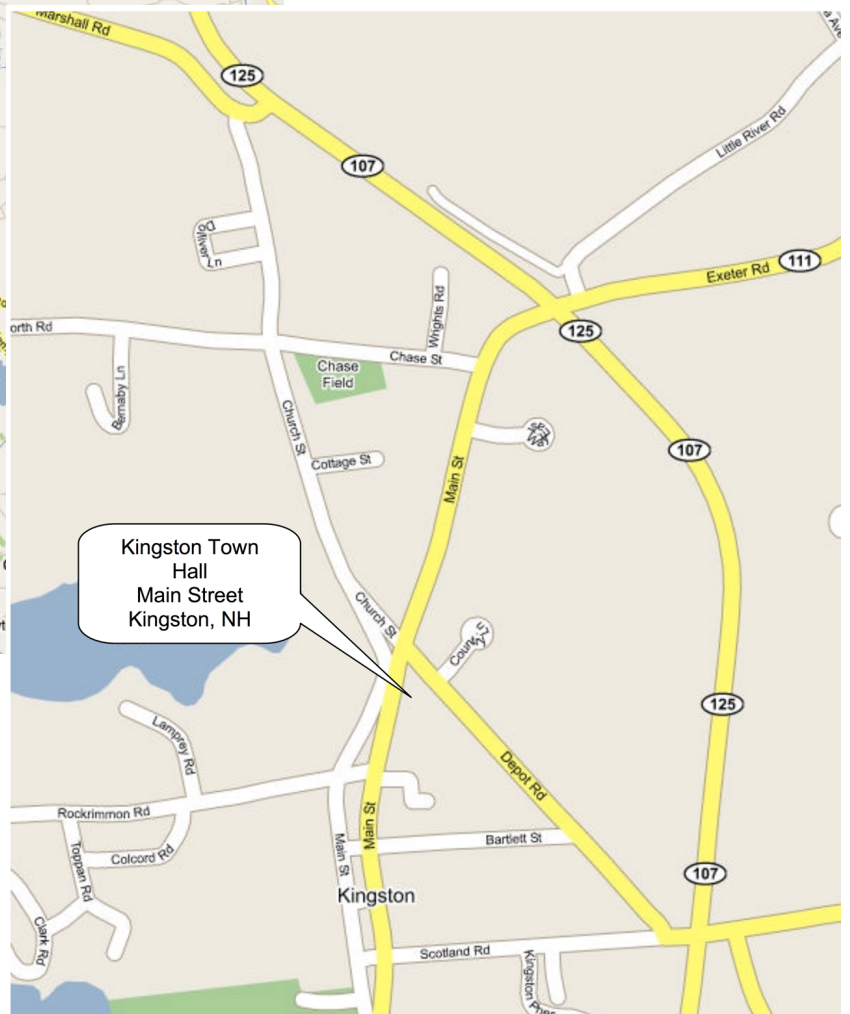 Marshall Rd
125
107
Little River Rd
Dolliver Ln
Exeter Rd
111
125
Wrights Rd
Chase St
Chase
Field
Bernaby Ln
Church St
Cottage St
Main St
107
Kingston Town
Hall
Main Street
Kingston, NH
Church St
Lamprey Rd
Depot Rd
125
Rockrimmon Rd
Main St
Main St
Bartlett St
Colcord Rd
Toppan Rd
107
Kingston
Clark Rd
Scotland Rd
Kingston